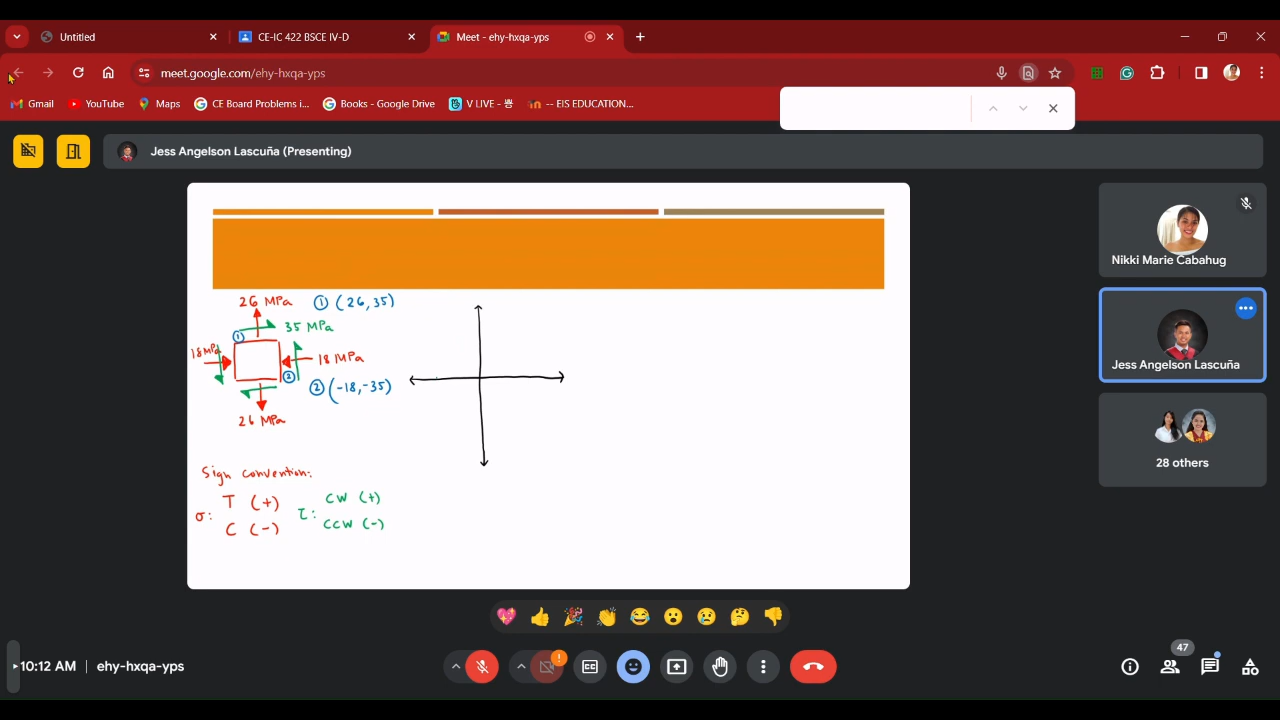 Untitled
CE-IC 422 BSCE IV-D
Meet - ehy-hxqa-yps
meet.google.com/ehy-hxqa-yps
Gmail
YouTube
Maps
CE Board Problems i...
Books - Google Drive
V LIVE - 뿅
-- EIS EDUCATION...
Jess Angelson Lascuña (Presenting)
26 MPa
① (26,35)
35 MPa
①
18 MPa
18 MPa
②
② (-18,-35)
26 MPa
Sign convention:
σ: T (+)
C (-)
τ: CW (+)
CCW (-)
Nikki Marie Cabahug
Jess Angelson Lascuña
28 others
10:12 AM | ehy-hxqa-yps
47